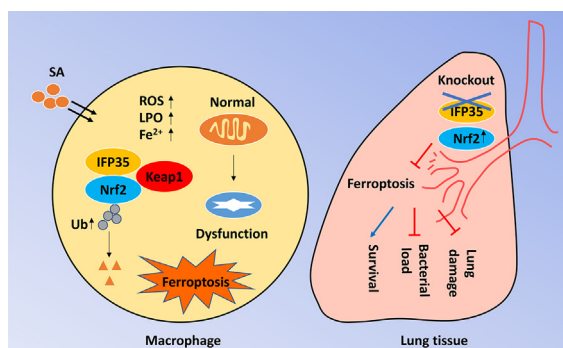 SA
ROS
LPO
Fe²⁺
Normal
IFP35
Keap1
Nrf2
Ub
Dysfunction
Ferroptosis
Macrophage
Knockout
IFP35
Nrf2
Ferroptosis
Survival
Bacterial
load
Lung
damage
Lung tissue